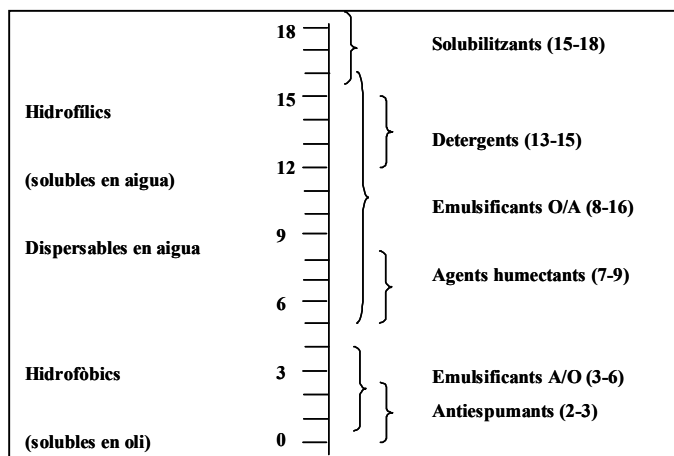 18
Solubilitzants (15-18)
15
Hidrofílics
Detergents (13-15)
12
(solubles en aigua)
Emulsificants O/A (8-16)
9
Dispersables en aigua
Agents humectants (7-9)
6
Hidrofòbics
3
Emulsificants A/O (3-6)
Antiespumants (2-3)
(solubles en oli)
0